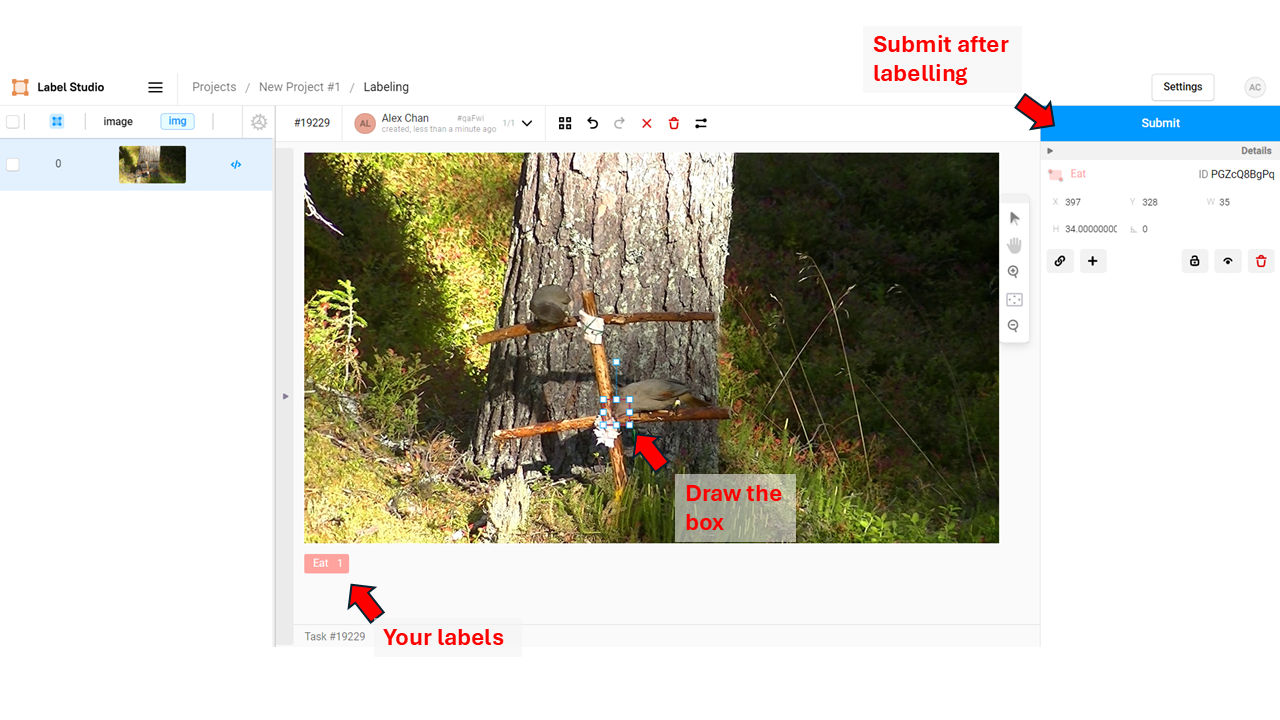 Submit after
labelling
Label Studio
Projects / New Project #1 / Labeling
Settings
AC
image
img
#19229
AL
Alex Chan
#qaFwi
created, less than a minute ago
1/1
Submit
0
Details
Eat
ID PGZcQ8BgPq
X 397
Y 328
W 35
H 34.00000000
0
Draw the
box
Eat 1
Your labels
Task #19229